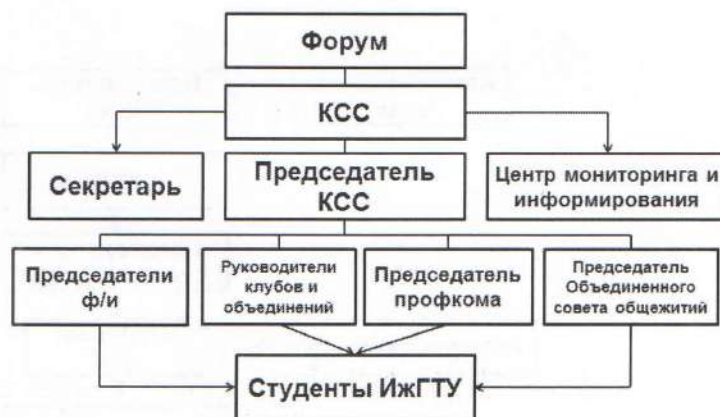 Форум
КСС
Секретарь
Председатель
КСС
Центр мониторинга и
информирования
Председатели
ф/и
Руководители
клубов и
объединений
Председатель
профкома
Председатель
Объединенного
совета общежитий
Студенты ИжГТУ